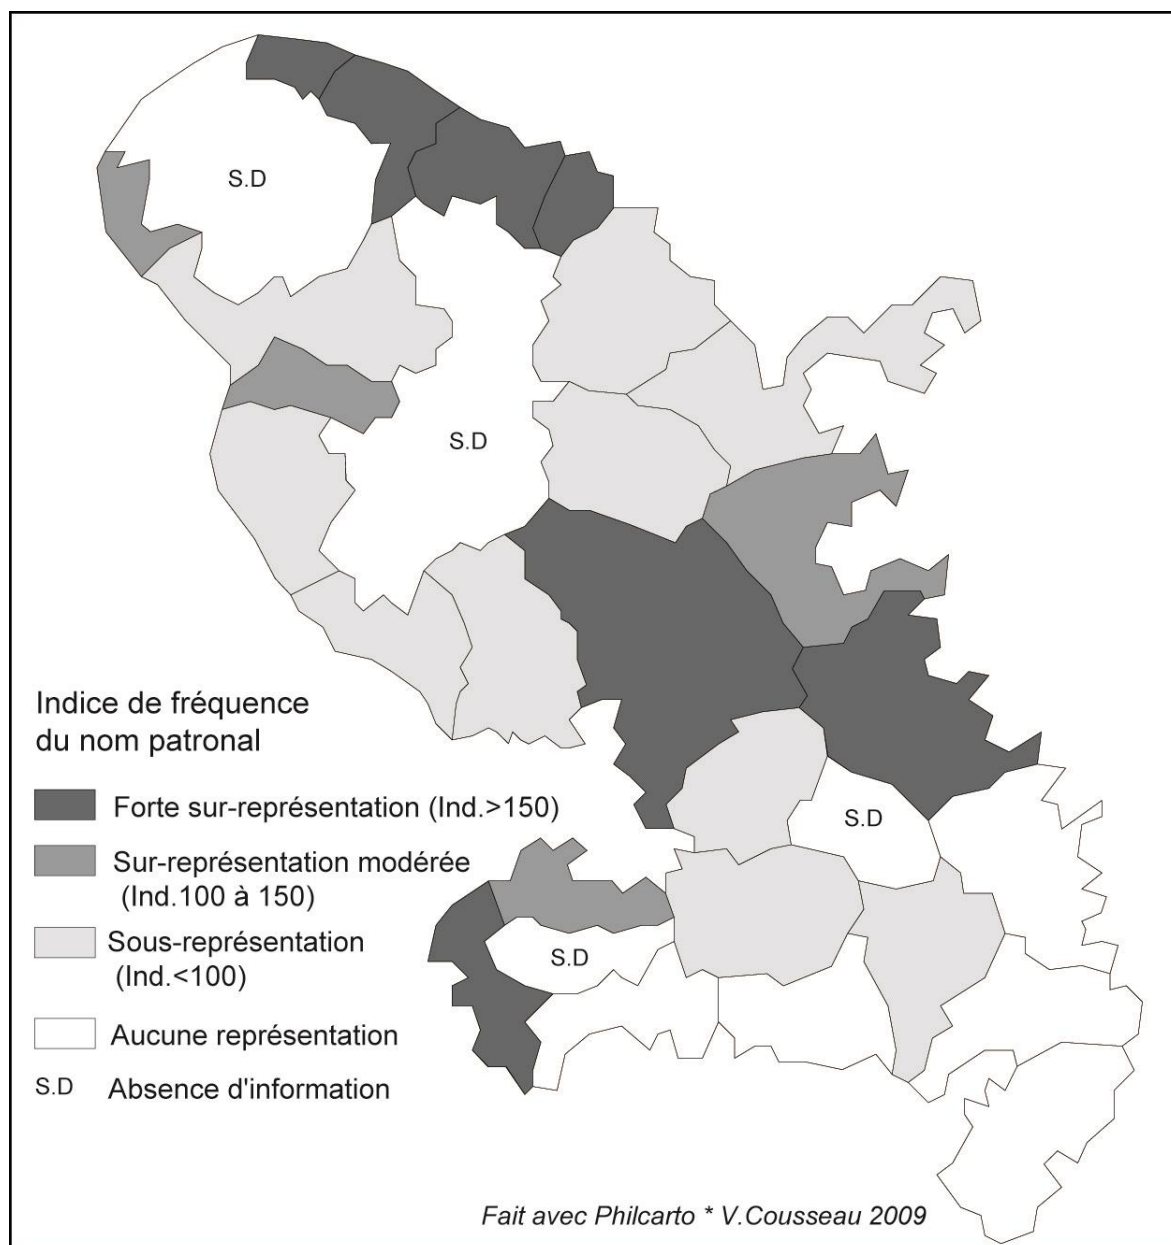 S.D
S.D
Indice de fréquence
du nom patronal
Forte sur-représentation (Ind.>150)
Sur-représentation modérée
(Ind.100 à 150)
Sous-représentation
(Ind.<100)
Aucune représentation
S.D Absence d'information
S.D
S.D
Fait avec Philcarto * V.Cousseau 2009